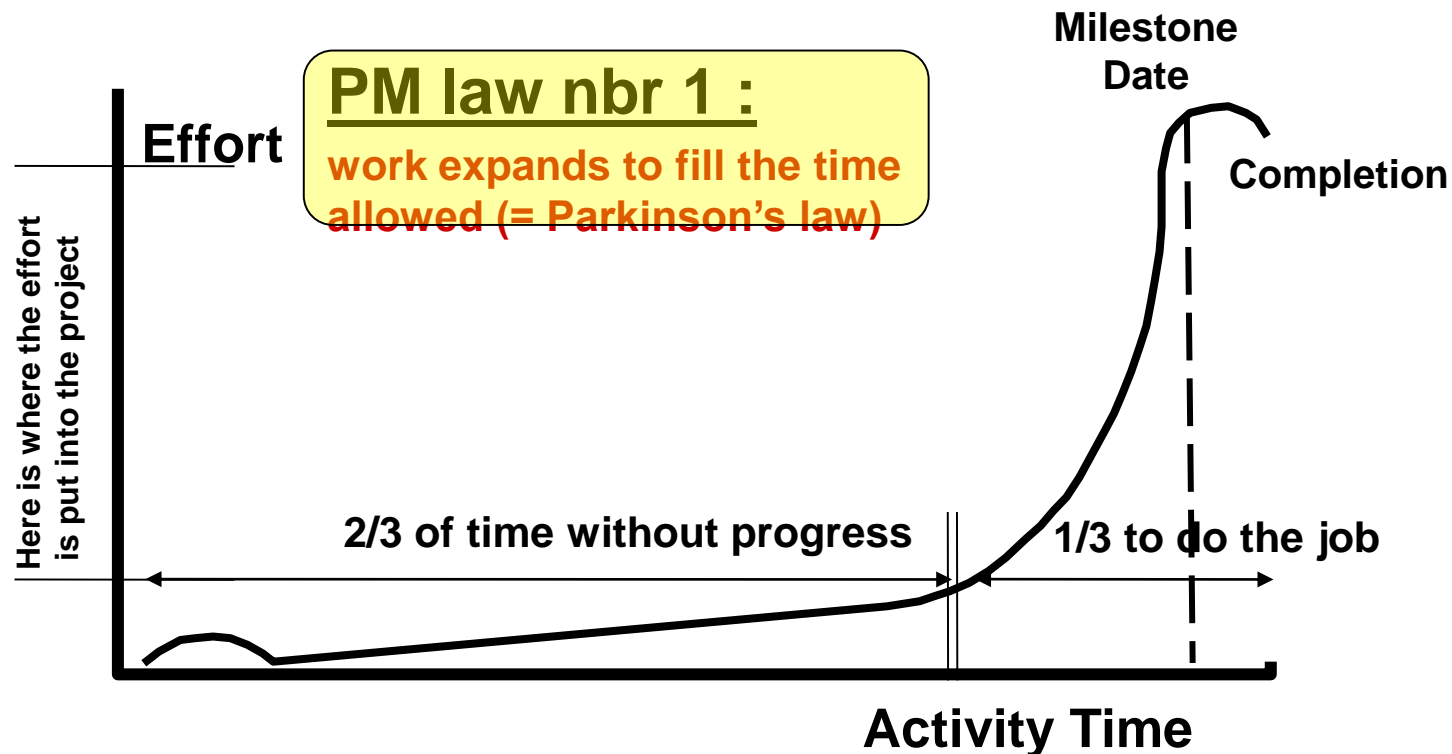 Milestone
Date
PM law nbr 1 :
Effort
work expands to fill the time
allowed (= Parkinson’s law)
Completion
Here is where the effort
is put into the project
2/3 of time without progress
1/3 to do the job
Activity Time